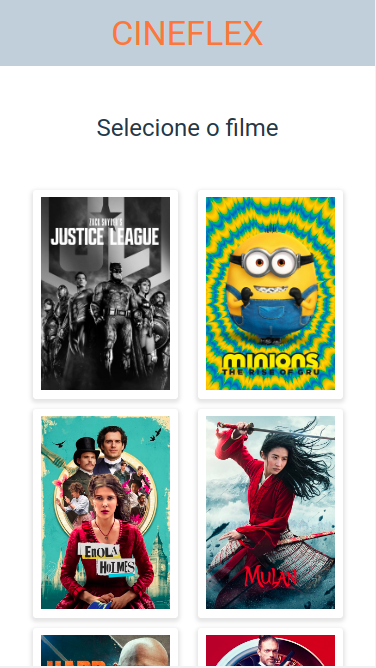 CINEFLEX
Selecione o filme
ZACK SNYDER'S
JUSTICE LEAGUE
minions
THE RISE OF GRU
ENOLA
HOLMES
MULAN